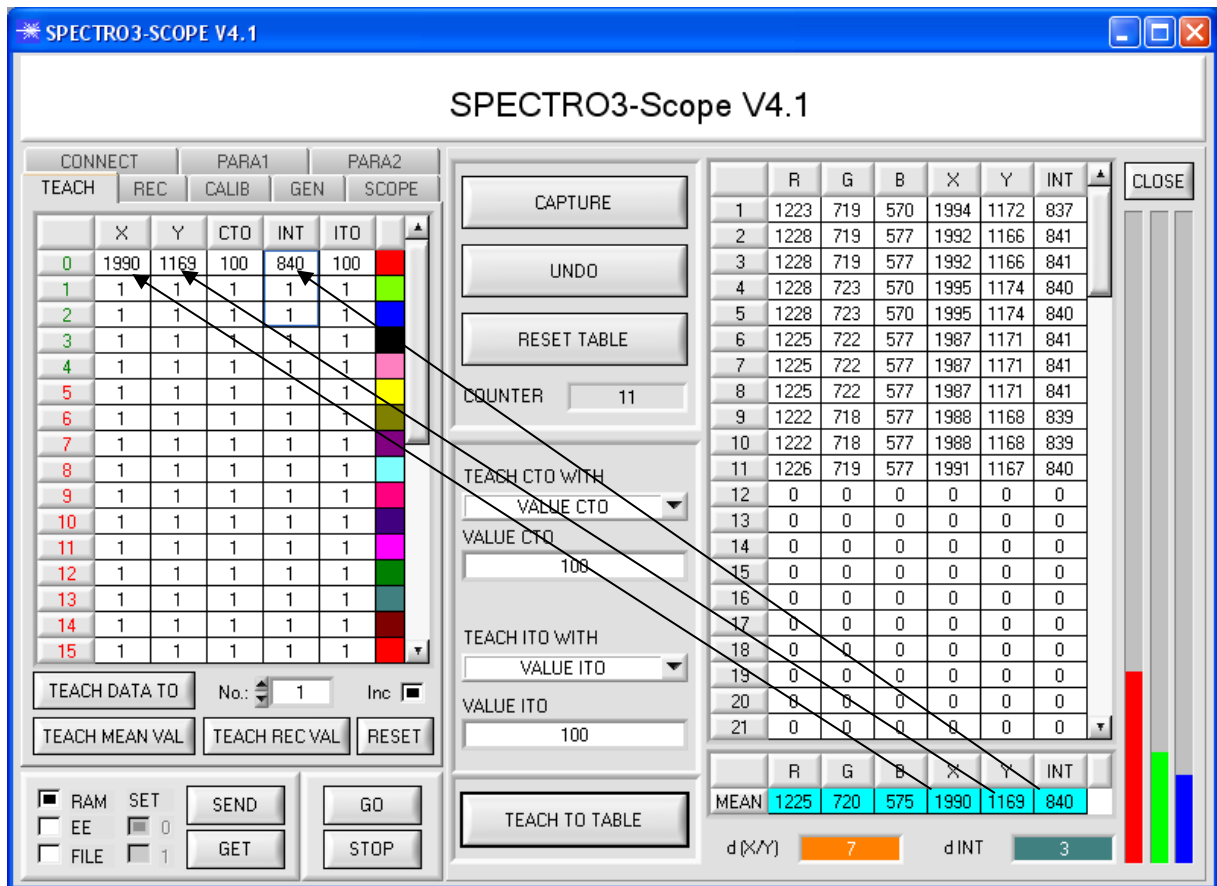 SPECTRO3-SCOPE V4.1
SPECTRO3-Scope V4.1
CONNECT PARA1 PARA2
TEACH REC CALIB GEN SCOPE
X Y CTO INT ITO
0 1990 1169 100 840 100
1 1 1 1 1 1
2 1 1 1 1 1
3 1 1 1 1 1
4 1 1 1 1 1
5 1 1 1 1 1
6 1 1 1 1 1
7 1 1 1 1 1
8 1 1 1 1 1
9 1 1 1 1 1
10 1 1 1 1 1
11 1 1 1 1 1
12 1 1 1 1 1
13 1 1 1 1 1
14 1 1 1 1 1
15 1 1 1 1 1
TEACH DATA TO No.: 1 Inc
TEACH MEAN VAL TEACH REC VAL RESET
RAM SET SEND GO
EE 0
FILE 1 GET STOP
CAPTURE
UNDO
RESET TABLE
COUNTER 11
TEACH CTO WITH
VALUE CTO
VALUE CTO
100
TEACH ITO WITH
VALUE ITO
VALUE ITO
100
TEACH TO TABLE
R G B X Y INT
1 1223 719 570 1994 1172 837
2 1228 719 577 1992 1166 841
3 1228 719 577 1992 1166 841
4 1228 723 570 1995 1174 840
5 1228 723 570 1995 1174 840
6 1225 722 577 1987 1171 841
7 1225 722 577 1987 1171 841
8 1225 722 577 1987 1171 841
9 1222 718 577 1988 1168 839
10 1222 718 577 1988 1168 839
11 1226 719 577 1991 1167 840
12 0 0 0 0 0 0
13 0 0 0 0 0 0
14 0 0 0 0 0 0
15 0 0 0 0 0 0
16 0 0 0 0 0 0
17 0 0 0 0 0 0
18 0 0 0 0 0 0
19 0 0 0 0 0 0
20 0 0 0 0 0 0
21 0 0 0 0 0 0
R G B X Y INT
MEAN 1225 720 575 1990 1169 840
d (X/Y) 7 d INT 3
CLOSE